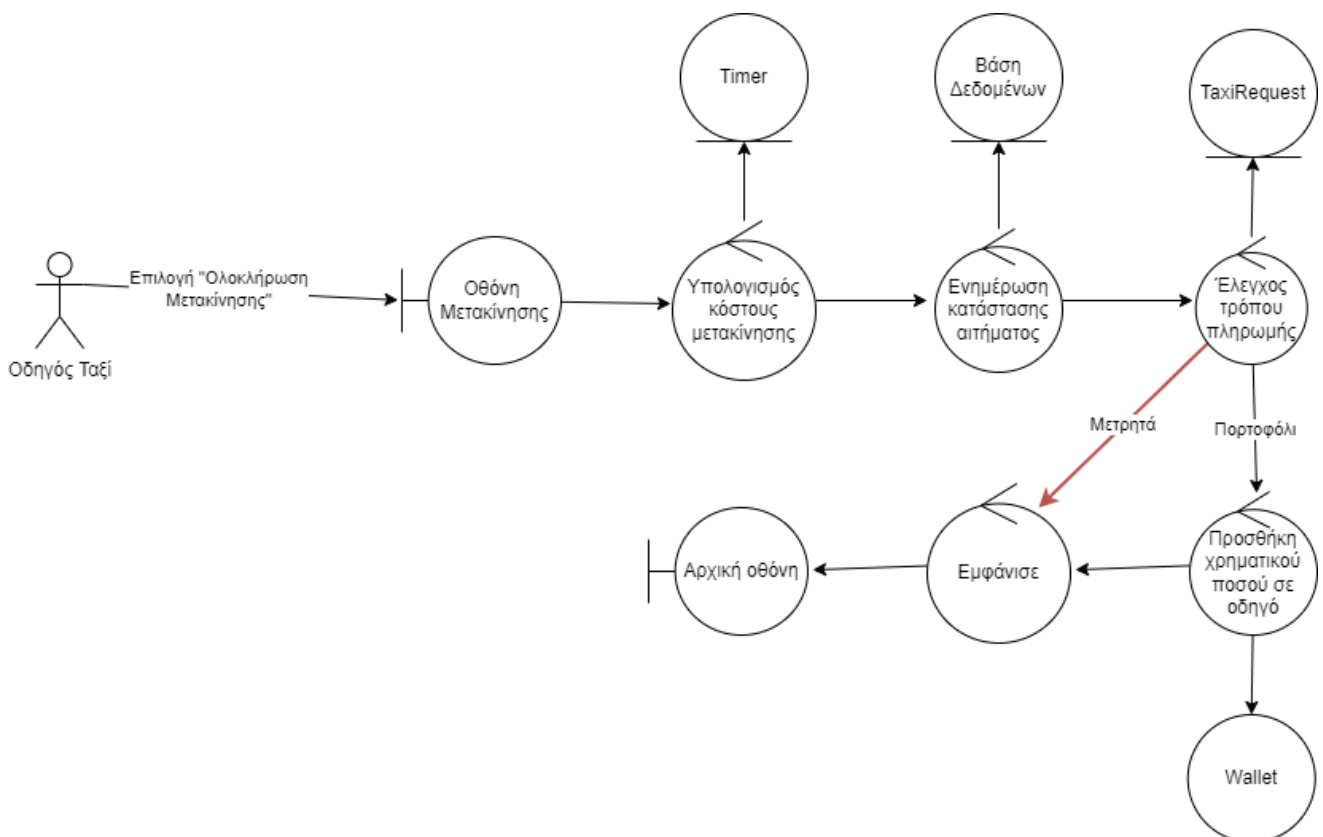 Timer
Βάση
Δεδομένων
TaxiRequest
Επιλογή "Ολοκλήρωση
Μετακίνησης"
Οδηγός Ταξί
Οθόνη
Μετακίνησης
Υπολογισμός
κόστους
μετακίνησης
Ενημέρωση
κατάστασης
αιτήματος
Έλεγχος
τρόπου
πληρωμής
Μετρητά
Πορτοφόλι
Αρχική οθόνη
Εμφάνισε
Προσθήκη
χρηματικού
ποσού σε
οδηγό
Wallet